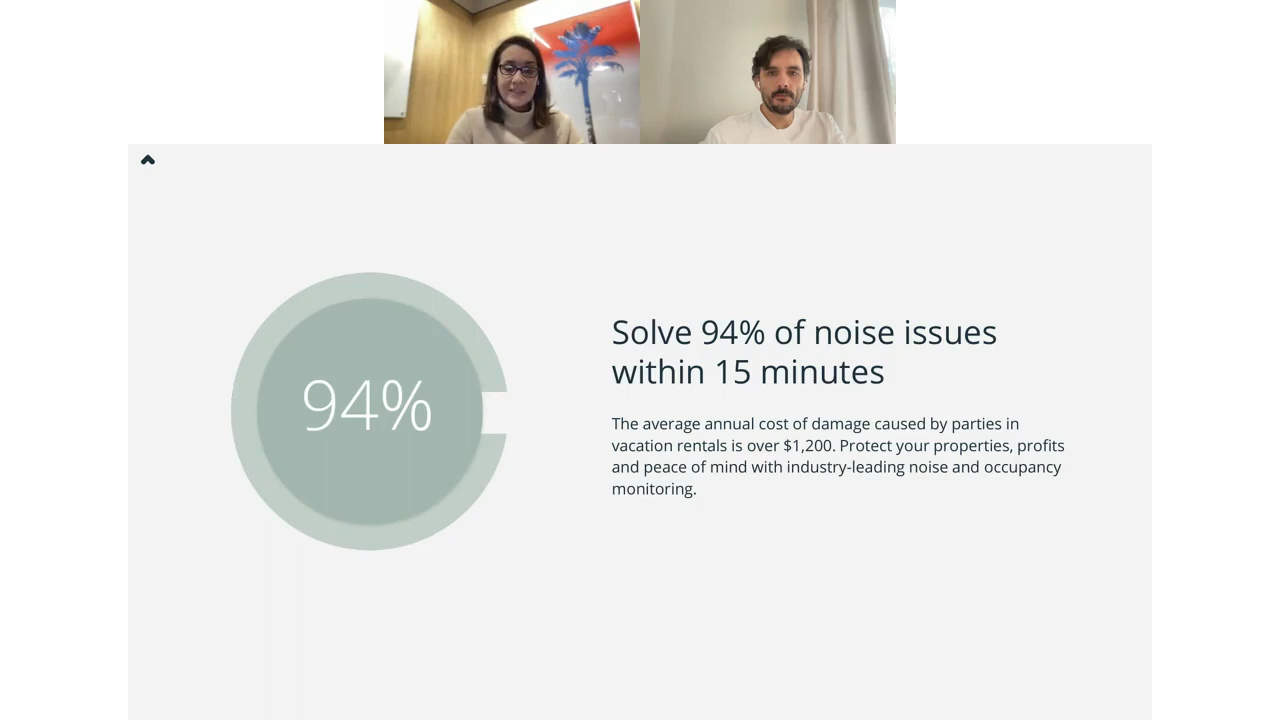 94%
Solve 94% of noise issues
within 15 minutes
The average annual cost of damage caused by parties in
vacation rentals is over $1,200. Protect your properties, profits
and peace of mind with industry-leading noise and occupancy
monitoring.